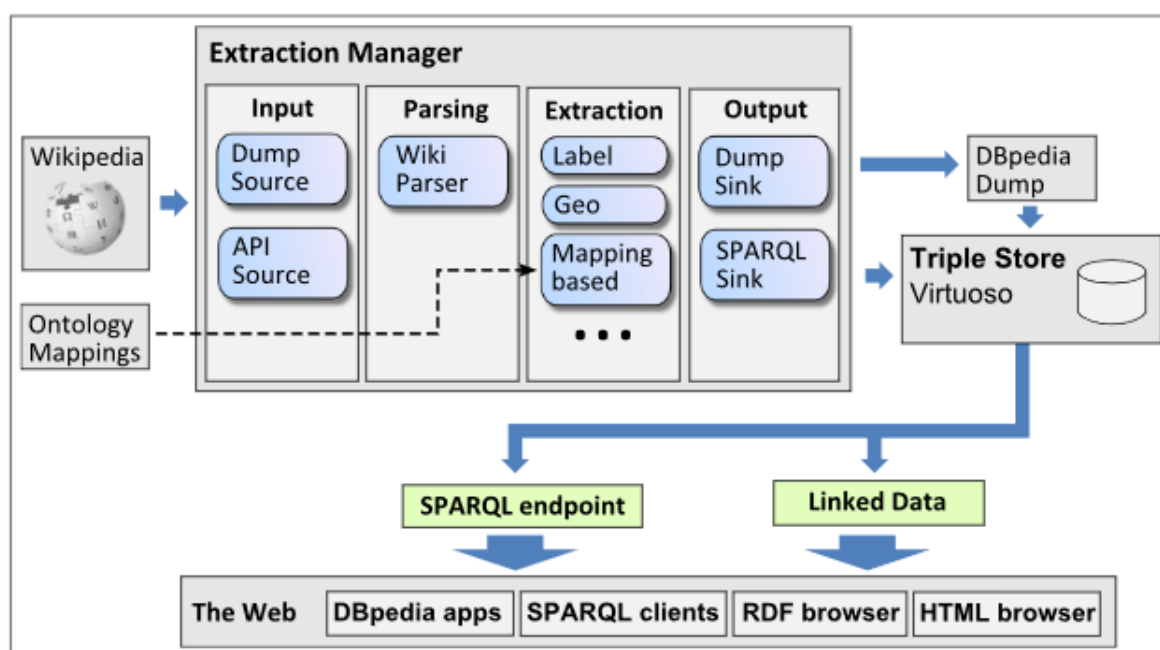 Extraction Manager
Input
Parsing
Extraction
Output
Wikipedia
Dump
Source
API
Source
Wiki
Parser
Label
Geo
Mapping
based
...
Dump
Sink
SPARQL
Sink
DBpedia
Dump
Triple Store
Virtuoso
Ontology
Mappings
SPARQL endpoint
Linked Data
The Web
DBpedia apps
SPARQL clients
RDF browser
HTML browser